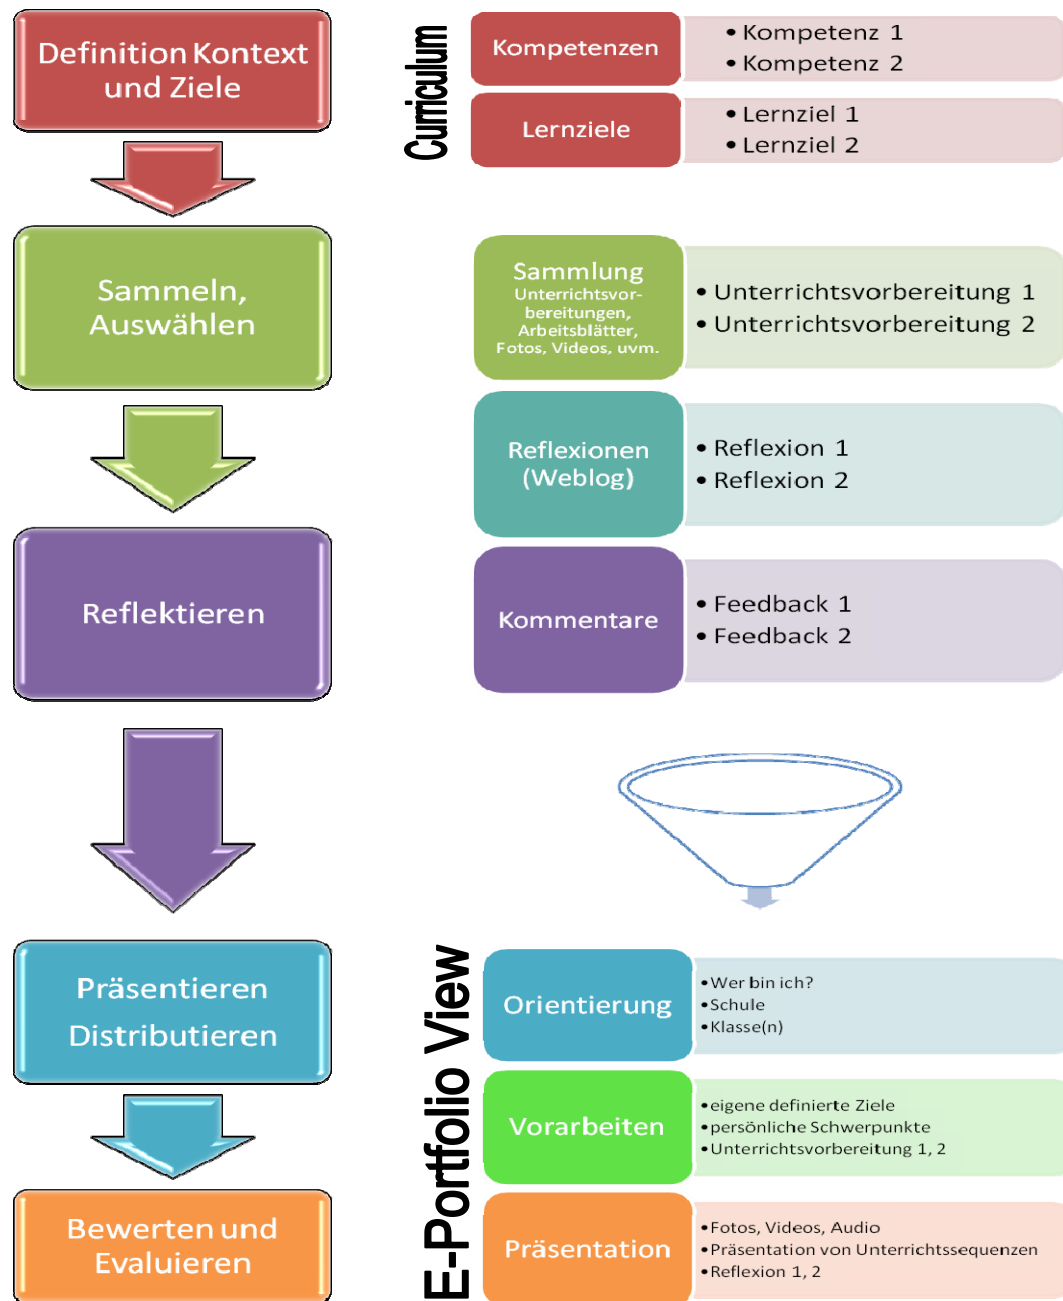 Definition Kontext
und Ziele
Sammeln,
Auswählen
Reflektieren
Präsentieren
Distributieren
Bewerten und
Evaluieren
Curriculum
Kompetenzen
• Kompetenz 1
• Kompetenz 2
Lernziele
• Lernziel 1
• Lernziel 2
Sammlung
Unterrichtsvor-
bereitungen,
Arbeitsblätter,
Fotos, Videos, uvm.
• Unterrichtsvorbereitung 1
• Unterrichtsvorbereitung 2
Reflexionen
(Weblog)
• Reflexion 1
• Reflexion 2
Kommentare
• Feedback 1
• Feedback 2
E-Portfolio View
Orientierung
• Wer bin ich?
• Schule
• Klasse(n)
Vorarbeiten
• eigene definierte Ziele
• persönliche Schwerpunkte
• Unterrichtsvorbereitung 1, 2
Präsentation
• Fotos, Videos, Audio
• Präsentation von Unterrichtssequenzen
• Reflexion 1, 2